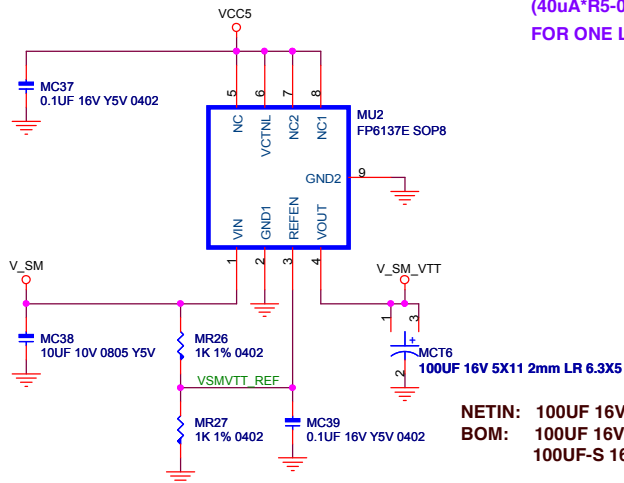 (40uA*R5-0
FOR ONE L
VCC5
MC37
0.1UF 16V Y5V 0402
5
6
7
8
NC
VCTNL
NC2
NC1
MU2
FP6137E SOP8
GND2
9
VIN
GND1
REFEN
VOUT
1
2
3
4
V_SM
V_SM_VTT
MC38
10UF 10V 0805 Y5V
MR26
1K 1% 0402
1
3
+
MCT6
2
100UF 16V 5X11 2mm LR 6.3X5
VSMVTT_REF
MR27
1K 1% 0402
MC39
0.1UF 16V Y5V 0402
NETIN: 100UF 16V
BOM: 100UF 16V
100UF-S 16